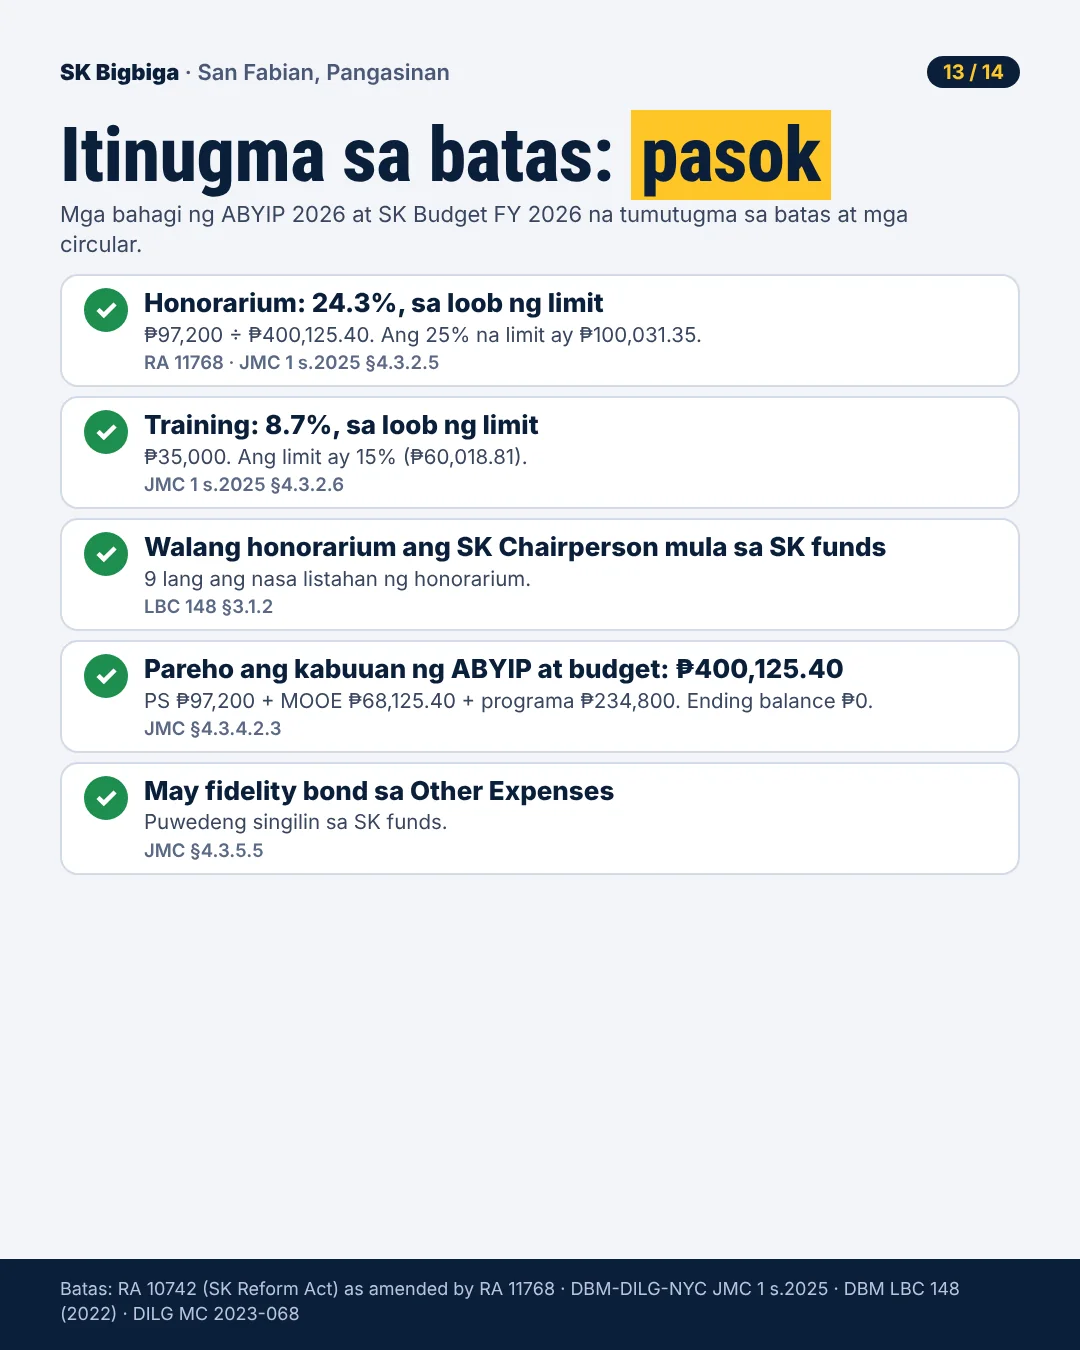 SK Bigbiga · San Fabian, Pangasinan
13 / 14
Itinugma sa batas: pasok
Mga bahagi ng ABYIP 2026 at SK Budget FY 2026 na tumutugma sa batas at mga
circular.
Honorarium: 24.3%, sa loob ng limit
₱97,200 ÷ ₱400,125.40. Ang 25% na limit ay ₱100,031.35.
RA 11768 · JMC 1 s.2025 §4.3.2.5
Training: 8.7%, sa loob ng limit
₱35,000. Ang limit ay 15% (₱60,018.81).
JMC 1 s.2025 §4.3.2.6
Walang honorarium ang SK Chairperson mula sa SK funds
9 lang ang nasa listahan ng honorarium.
LBC 148 §3.1.2
Pareho ang kabuuan ng ABYIP at budget: ₱400,125.40
PS ₱97,200 + MOOE ₱68,125.40 + programa ₱234,800. Ending balance ₱0.
JMC §4.3.4.2.3
May fidelity bond sa Other Expenses
Puwedeng singilin sa SK funds.
JMC §4.3.5.5
Batas: RA 10742 (SK Reform Act) as amended by RA 11768 · DBM-DILG-NYC JMC 1 s.2025 · DBM LBC 148
(2022) · DILG MC 2023-068